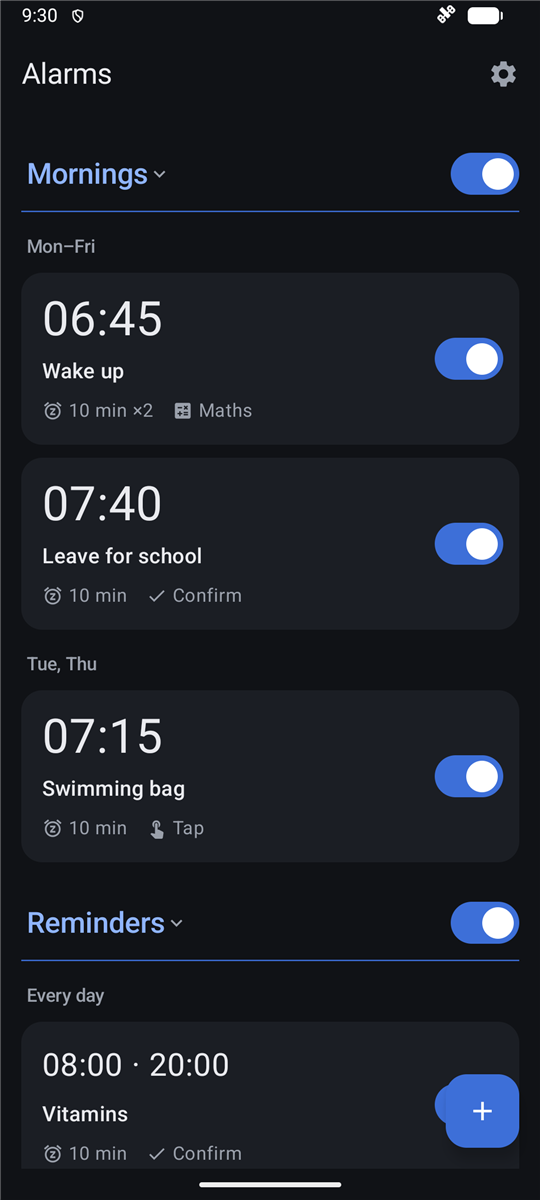 9:30
Alarms
Mornings
Mon–Fri
06:45
Wake up
10 min ×2 Maths
07:40
Leave for school
10 min Confirm
Tue, Thu
07:15
Swimming bag
10 min Tap
Reminders
Every day
08:00 · 20:00
Vitamins
10 min Confirm